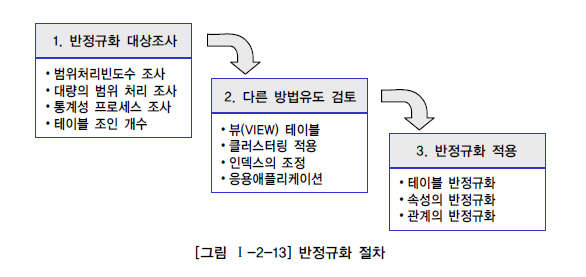 1. 반정규화 대상조사
• 범위처리빈도수 조사
• 대량의 범위 처리 조사
• 통계성 프로세스 조사
• 테이블 조인 개수
2. 다른 방법유도 검토
• 뷰(VIEW) 테이블
• 클러스터링 적용
• 인덱스의 조정
• 응용애플리케이션
3. 반정규화 적용
• 테이블 반정규화
• 속성의 반정규화
• 관계의 반정규화
[그림 Ⅰ-2-13] 반정규화 절차